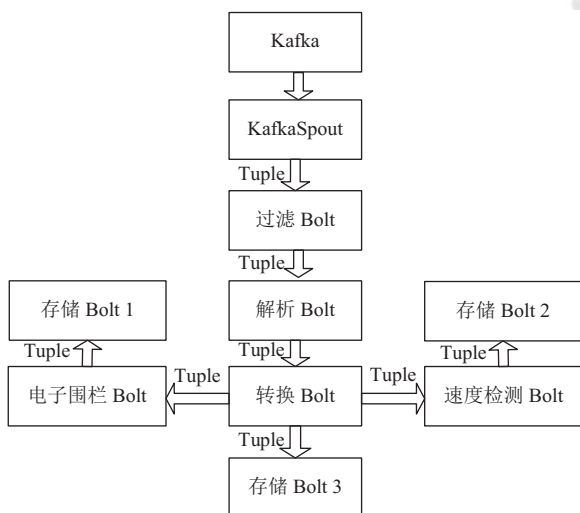 Kafka
KafkaSpout
Tuple
过滤 Bolt
Tuple
存储 Bolt 1
解析 Bolt
存储 Bolt 2
Tuple
Tuple
Tuple
电子围栏 Bolt
Tuple
转换 Bolt
Tuple
速度检测 Bolt
Tuple
存储 Bolt 3